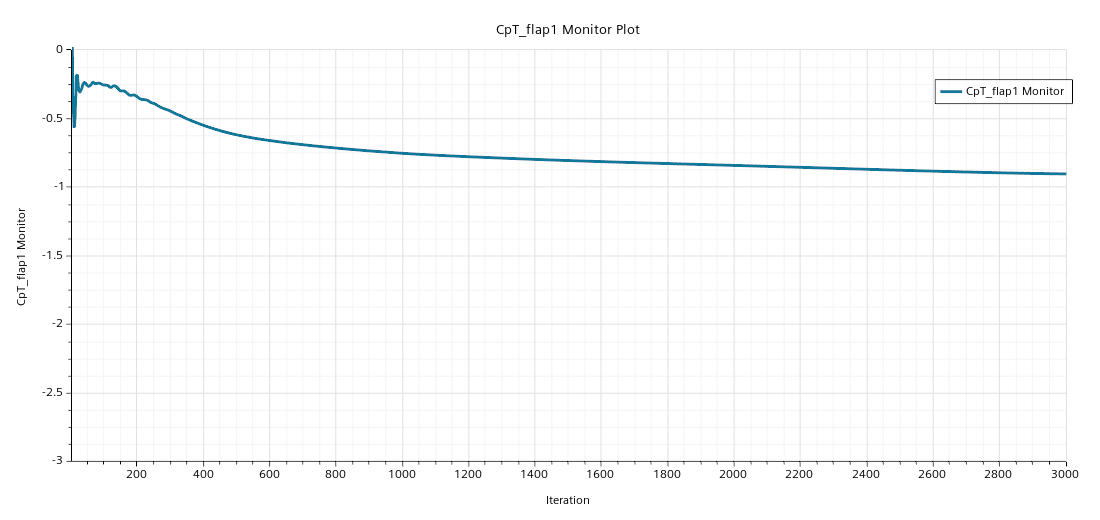 CpT_flap1 Monitor Plot
CpT_flap1 Monitor
0
-0.5
-1
-1.5
-2
-2.5
-3
CpT_flap1 Monitor
200 400 600 800 1000 1200 1400 1600 1800 2000 2200 2400 2600 2800 3000
Iteration